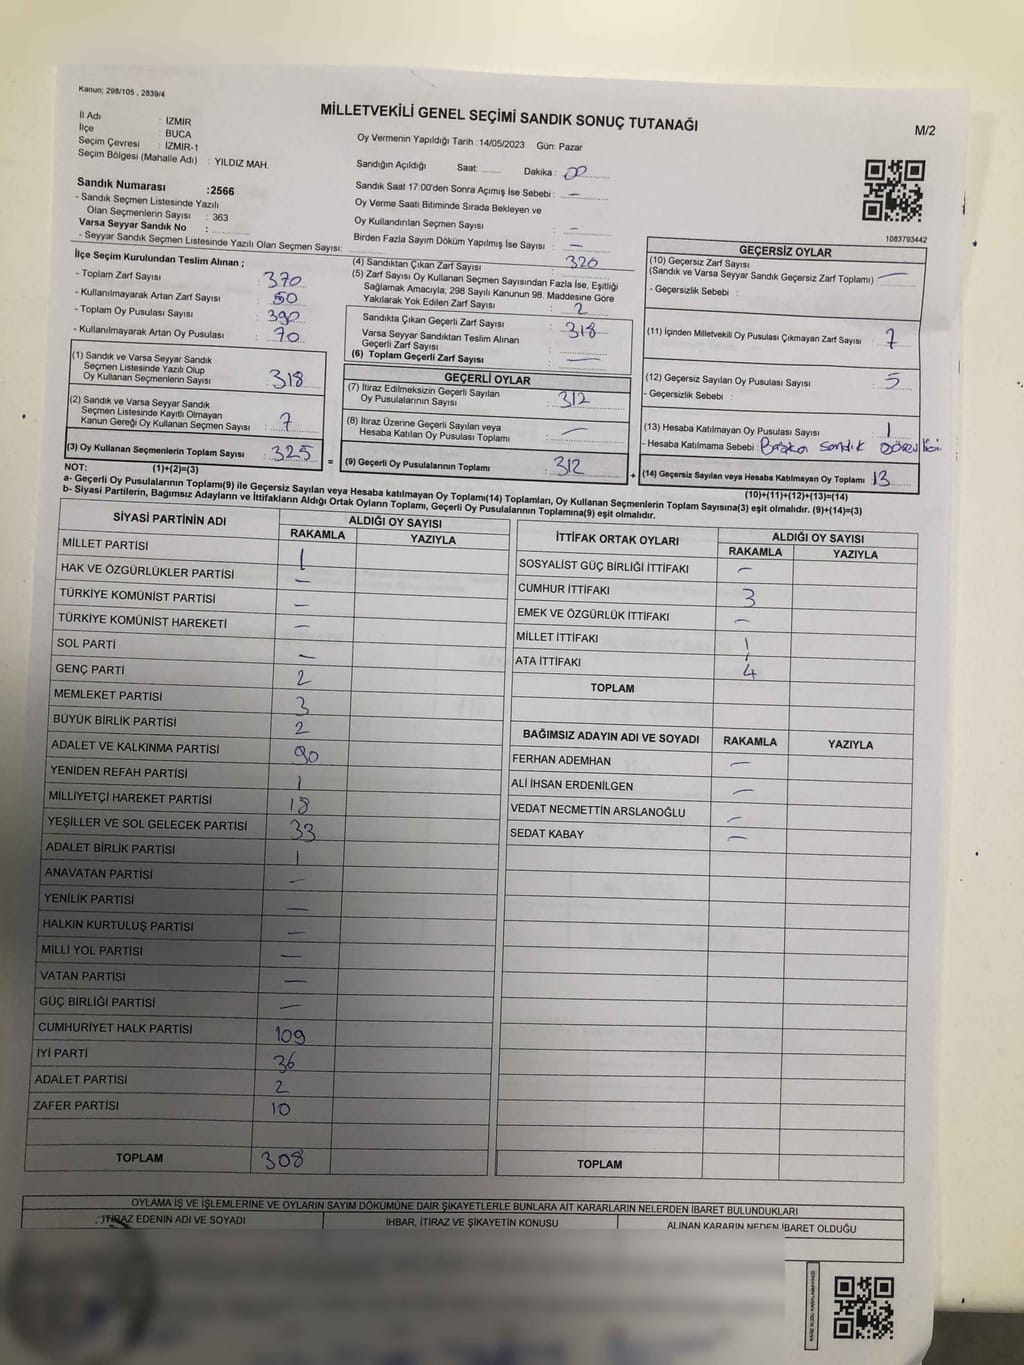 Kanun; 298/105 , 2839/4
MİLLETVEKİLİ GENEL SEÇİMİ SANDIK SONUÇ TUTANAĞI
M/2
İl Adı : İZMİR
İlçe : BUCA
Seçim Çevresi : İZMİR-1
Seçim Bölgesi (Mahalle Adı) : YILDIZ MAH.
Sandık Numarası :2566
- Sandık Seçmen Listesinde Yazılı
Olan Seçmenlerin Sayısı : 363
Varsa Seyyar Sandık No :
- Seyyar Sandık Seçmen Listesinde Yazılı Olan Seçmen Sayısı:
Oy Vermenin Yapıldığı Tarih : 14/05/2023 Gün: Pazar
Sandığın Açıldığı Saat: Dakika :
Sandık Saat 17:00'den Sonra Açımış İse Sebebi : -
Oy Verme Saati Bitiminde Sırada Bekleyen ve
Oy Kullandırılan Seçmen Sayısı : -
Birden Fazla Sayım Döküm Yapılmış İse Sayısı : -
1083793442
İlçe Seçim Kurulundan Teslim Alınan ;
- Toplam Zarf Sayısı : 370
- Kullanılmayarak Artan Zarf Sayısı : 50
- Toplam Oy Pusulası Sayısı : 390
- Kullanılmayarak Artan Oy Pusulası : 70
(1) Sandık ve Varsa Seyyar Sandık
Seçmen Listesinde Yazılı Olup
Oy Kullanan Seçmenlerin Sayısı : 318
(2) Sandık ve Varsa Seyyar Sandık
Seçmen Listesinde Kayıtlı Olmayan
Kanun Gereği Oy Kullanan Seçmen Sayısı : 7
(3) Oy Kullanan Seçmenlerin Toplam Sayısı : 325
(4) Sandıktan Çıkan Zarf Sayısı : 320
(5) Zarf Sayısı Oy Kullanan Seçmen Sayısından Fazla İse, Eşitliği
Sağlamak Amacıyla; 298 Sayılı Kanunun 98. Maddesine Göre
Yakılarak Yok Edilen Zarf Sayısı : 2
Sandıkta Çıkan Geçerli Zarf Sayısı : 318
Varsa Seyyar Sandıktan Teslim Alınan
Geçerli Zarf Sayısı :
(6) Toplam Geçerli Zarf Sayısı : -
GEÇERLİ OYLAR
(7) İtiraz Edilmeksizin Geçerli Sayılan
Oy Pusulalarının Sayısı : 312
(8) İtiraz Üzerine Geçerli Sayılan veya
Hesaba Katılan Oy Pusulası Toplamı : -
= (9) Geçerli Oy Pusulalarının Toplamı : 312
GEÇERSİZ OYLAR
(10) Geçersiz Zarf Sayısı
(Sandık ve Varsa Seyyar Sandık Geçersiz Zarf Toplamı) : -
- Geçersizlik Sebebi :
(11) İçinden Milletvekili Oy Pusulası Çıkmayan Zarf Sayısı : 7
(12) Geçersiz Sayılan Oy Pusulası Sayısı : 5
- Geçersizlik Sebebi :
(13) Hesaba Katılmayan Oy Pusulası Sayısı : 1
- Hesaba Katılmama Sebebi : Başka sandık görevlisi
+ (14) Geçersiz Sayılan veya Hesaba Katılmayan Oy Toplamı : 13
NOT: (1)+(2)=(3)
(10)+(11)+(12)+(13)=(14)
a- Geçerli Oy Pusulalarının Toplamı(9) ile Geçersiz Sayılan veya Hesaba katılmayan Oy Toplamı(14) Toplamları, Oy Kullanan Seçmenlerin Toplam Sayısına(3) eşit olmalıdır. (9)+(14)=(3)
b- Siyasi Partilerin, Bağımsız Adayların ve İttifakların Aldığı Ortak Oyların Toplamı, Geçerli Oy Pusulalarının Toplamına(9) eşit olmalıdır.
SİYASİ PARTİNİN ADI ALDIĞI OY SAYISI
RAKAMLA YAZIYLA
MİLLET PARTİSİ 1
HAK VE ÖZGÜRLÜKLER PARTİSİ -
TÜRKİYE KOMÜNİST PARTİSİ -
TÜRKİYE KOMÜNİST HAREKETİ -
SOL PARTİ -
GENÇ PARTİ 2
MEMLEKET PARTİSİ 3
BÜYÜK BİRLİK PARTİSİ 2
ADALET VE KALKINMA PARTİSİ 90
YENİDEN REFAH PARTİSİ 1
MİLLİYETÇİ HAREKET PARTİSİ 18
YEŞİLLER VE SOL GELECEK PARTİSİ 33
ADALET BİRLİK PARTİSİ 1
ANAVATAN PARTİSİ -
YENİLİK PARTİSİ -
HALKIN KURTULUŞ PARTİSİ -
MİLLİ YOL PARTİSİ -
VATAN PARTİSİ -
GÜÇ BİRLİĞİ PARTİSİ -
CUMHURİYET HALK PARTİSİ 109
İYİ PARTİ 36
ADALET PARTİSİ 2
ZAFER PARTİSİ 10
TOPLAM 308
İTTİFAK ORTAK OYLARI ALDIĞI OY SAYISI
RAKAMLA YAZIYLA
SOSYALİST GÜÇ BİRLİĞİ İTTİFAKI -
CUMHUR İTTİFAKI 3
EMEK VE ÖZGÜRLÜK İTTİFAKI -
MİLLET İTTİFAKI 1
ATA İTTİFAKI 4
TOPLAM
BAĞIMSIZ ADAYIN ADI VE SOYADI RAKAMLA YAZIYLA
FERHAN ADEMHAN -
ALİ İHSAN ERDENİLGEN -
VEDAT NECMETTİN ARSLANOĞLU -
SEDAT KABAY -
TOPLAM
OYLAMA İŞ VE İŞLEMLERİNE VE OYLARIN SAYIM DÖKÜMÜNE DAİR ŞİKAYETLERLE BUNLARA AİT KARARLARIN NELERDEN İBARET BULUNDUKLARI
İTİRAZ EDENİN ADI VE SOYADI İHBAR, İTİRAZ VE ŞİKAYETİN KONUSU ALINAN KARARIN NEDEN İBARET OLDUĞU